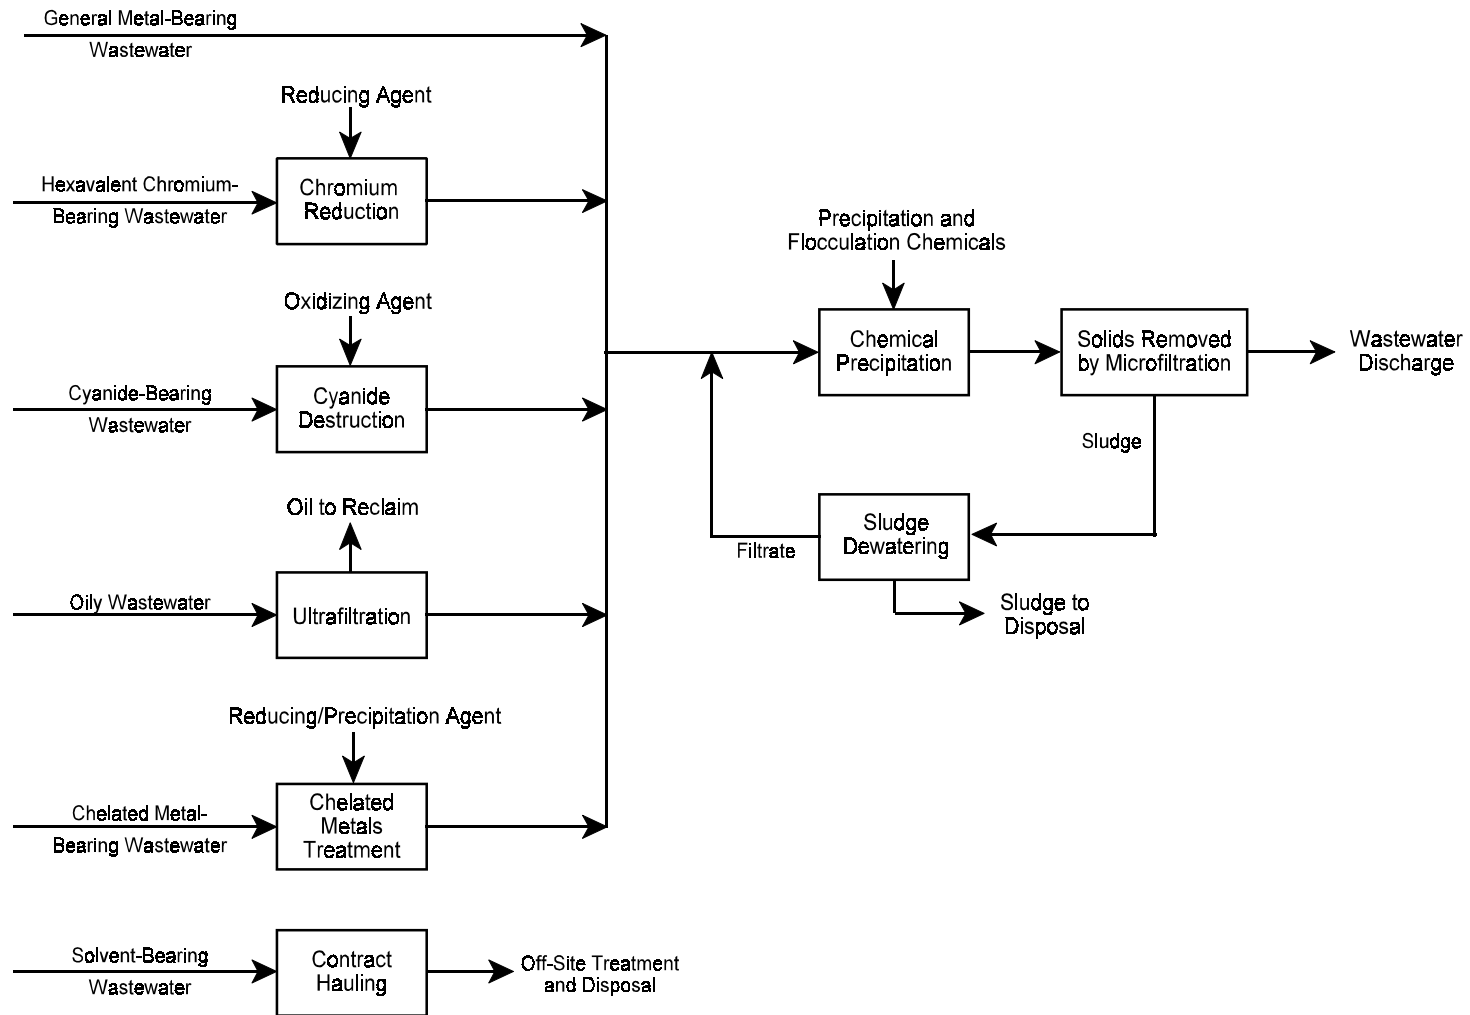 General Metal-Bearing
Wastewater
Reducing Agent
Hexavalent Chromium-
Bearing Wastewater
Chromium
Reduction
Precipitation and
Flocculation Chemicals
Oxidizing Agent
Chemical
Precipitation
Solids Removed
by Microfiltration
Wastewater
Discharge
Cyanide-Bearing
Wastewater
Cyanide
Destruction
Sludge
Oil to Reclaim
Sludge
Dewatering
Filtrate
Oily Wastewater
Ultrafiltration
Sludge to
Disposal
Reducing/Precipitation Agent
Chelated Metal-
Bearing Wastewater
Chelated
Metals
Treatment
Solvent-Bearing
Wastewater
Contract
Hauling
Off-Site Treatment
and Disposal